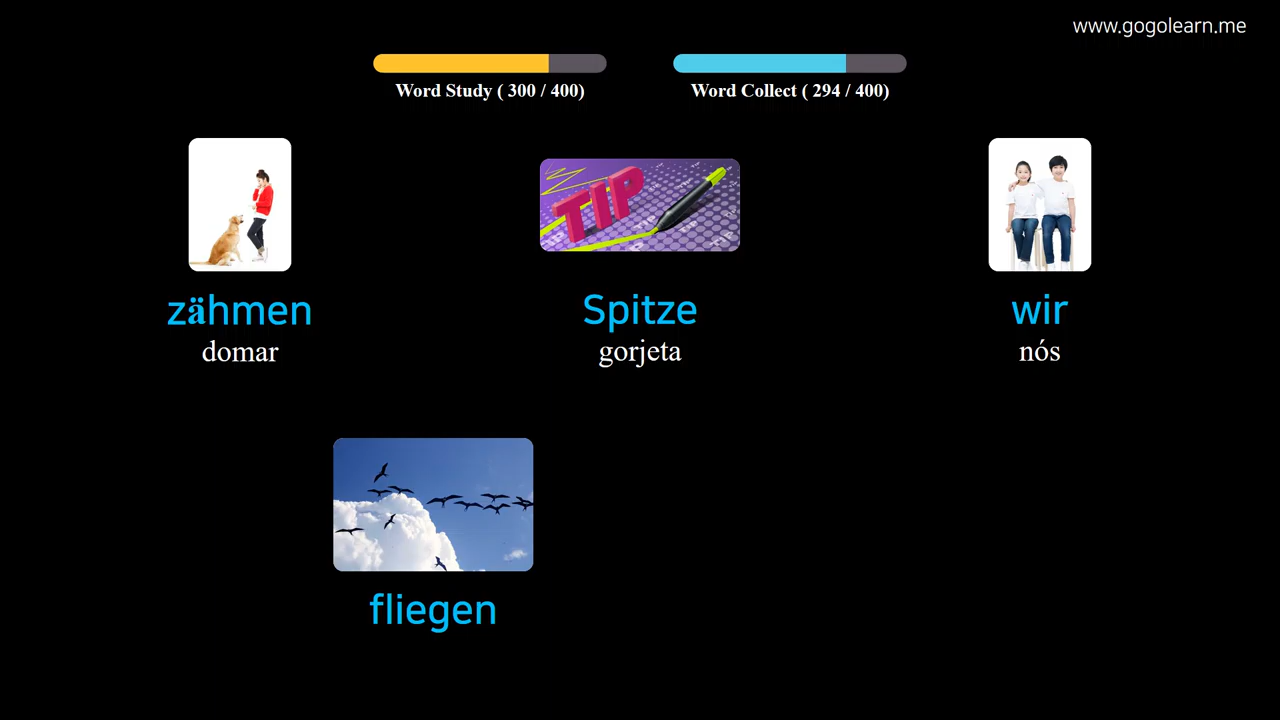 www.gogolearn.me
Word Study ( 300 / 400)
Word Collect ( 294 / 400)
TIP
zähmen
Spitze
wir
domar
gorjeta
nós
fliegen